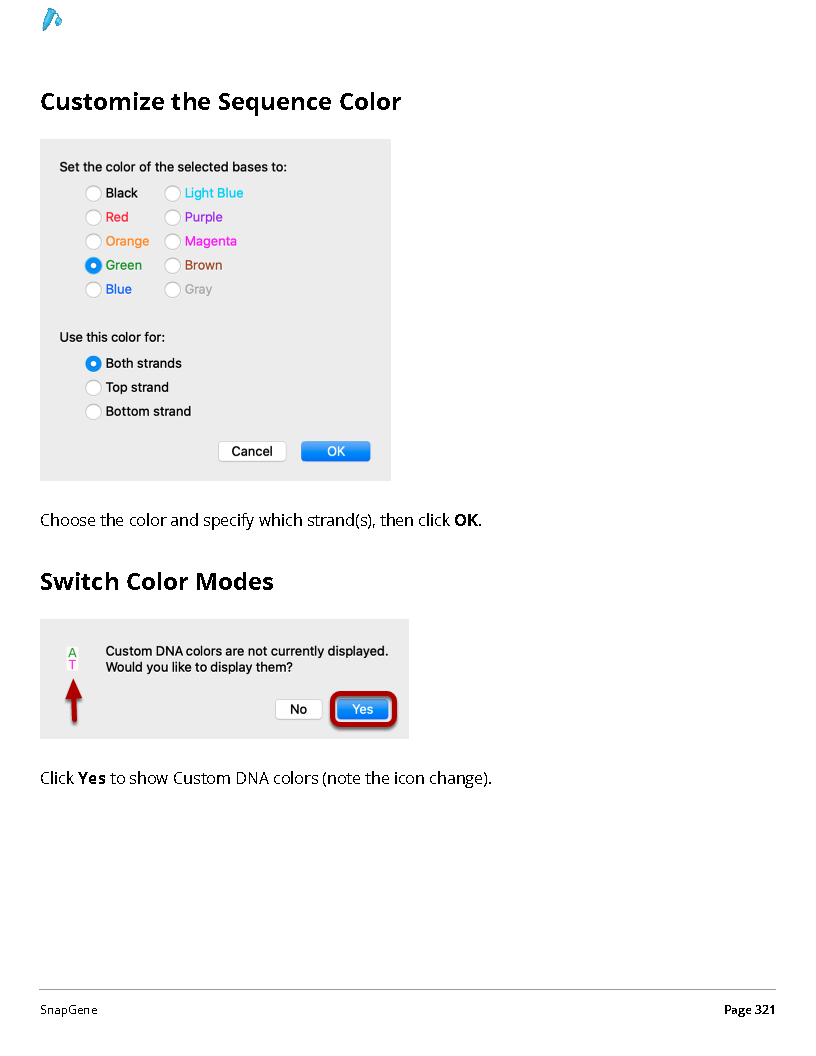 Customize the Sequence Color
Set the color of the selected bases to:
Black Light Blue
Red Purple
Orange Magenta
Green Brown
Blue Gray
Use this color for:
Both strands
Top strand
Bottom strand
Cancel OK
Choose the color and specify which strand(s), then click OK.
Switch Color Modes
A
T
Custom DNA colors are not currently displayed.
Would you like to display them?
No Yes
Click Yes to show Custom DNA colors (note the icon change).
SnapGene Page 321